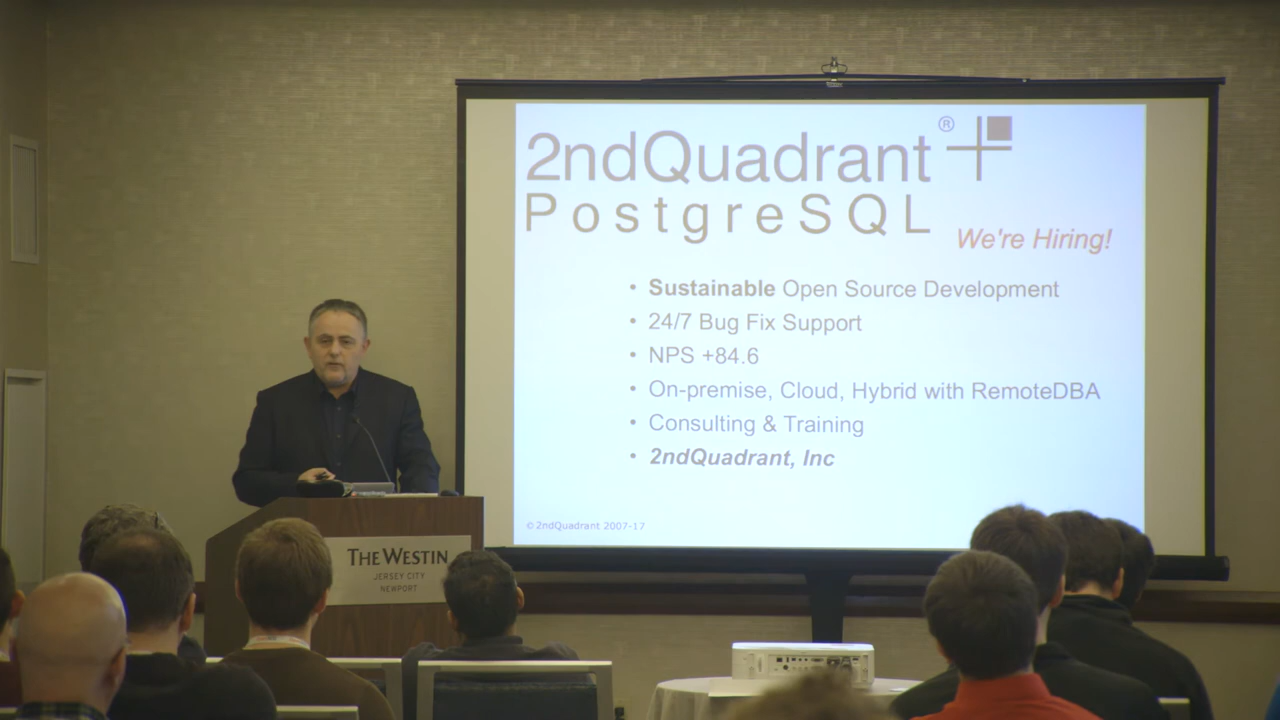 2ndQuadrant®
PostgreSQL
We're Hiring!
• Sustainable Open Source Development
• 24/7 Bug Fix Support
• NPS +84.6
• On-premise, Cloud, Hybrid with RemoteDBA
• Consulting & Training
• 2ndQuadrant, Inc
© 2ndQuadrant 2007-17
THE WESTIN
JERSEY CITY
NEWPORT